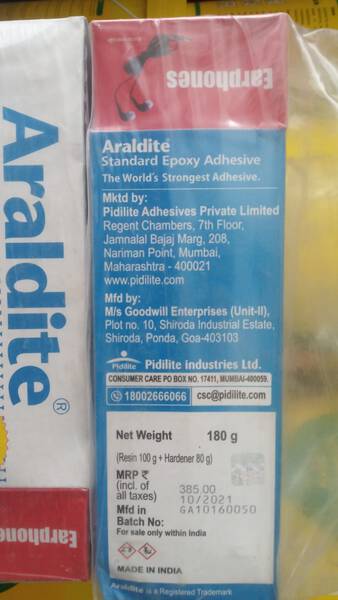 Earphones
Araldite
Standard Epoxy Adhesive
The World's Strongest Adhesive.
Mktd by:
Pidilite Adhesives Private Limited
Regent Chambers, 7th Floor,
Jamnalal Bajaj Marg, 208,
Nariman Point, Mumbai,
Maharashtra - 400021
www.pidilite.com
Mfd by:
M/s Goodwill Enterprises (Unit-II),
Plot no. 10, Shiroda Industrial Estate,
Shiroda, Ponda, Goa-403103
Pidilite
Pidilite industries Ltd.
CONSUMER CARE PO BOX NO. 17411, MUMBAI-400059.
18002666066 csc@pidilite.com
Net Weight 180 g
(Resin 100 g + Hardener 80 g)
MRP ₹
(incl. of
all taxes) 385.00
10/2021
Mfd in GA10160050
Batch No:
For sale only within India
MADE IN INDIA
Araldite is a Registered Trademark
Araldite®
Earphone